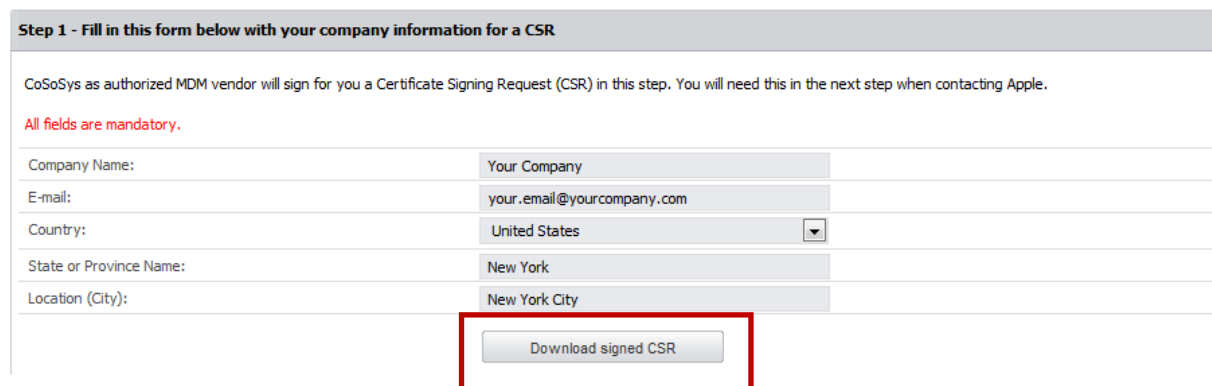 Step 1 - Fill in this form below with your company information for a CSR
CoSoSys as authorized MDM vendor will sign for you a Certificate Signing Request (CSR) in this step. You will need this in the next step when contacting Apple.
All fields are mandatory.
Company Name: Your Company
E-mail: your.email@yourcompany.com
Country: United States
State or Province Name: New York
Location (City): New York City
Download signed CSR